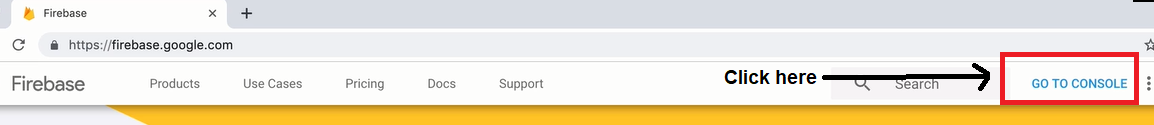 Firebase
https://firebase.google.com
Firebase Products Use Cases Pricing Docs Support Click here Search GO TO CONSOLE